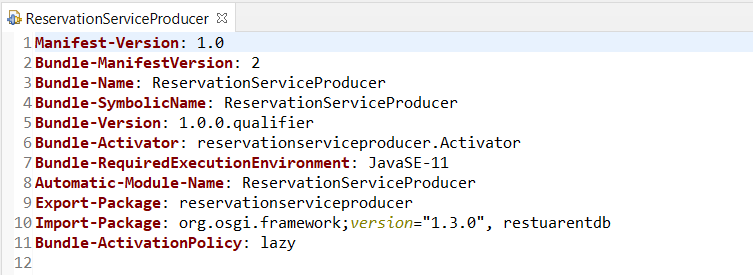 ReservationServiceProducer
1 Manifest-Version: 1.0
2 Bundle-ManifestVersion: 2
3 Bundle-Name: ReservationServiceProducer
4 Bundle-SymbolicName: ReservationServiceProducer
5 Bundle-Version: 1.0.0.qualifier
6 Bundle-Activator: reservationserviceproducer.Activator
7 Bundle-RequiredExecutionEnvironment: JavaSE-11
8 Automatic-Module-Name: ReservationServiceProducer
9 Export-Package: reservationserviceproducer
10 Import-Package: org.osgi.framework;version="1.3.0", restuarentdb
11 Bundle-ActivationPolicy: lazy
12